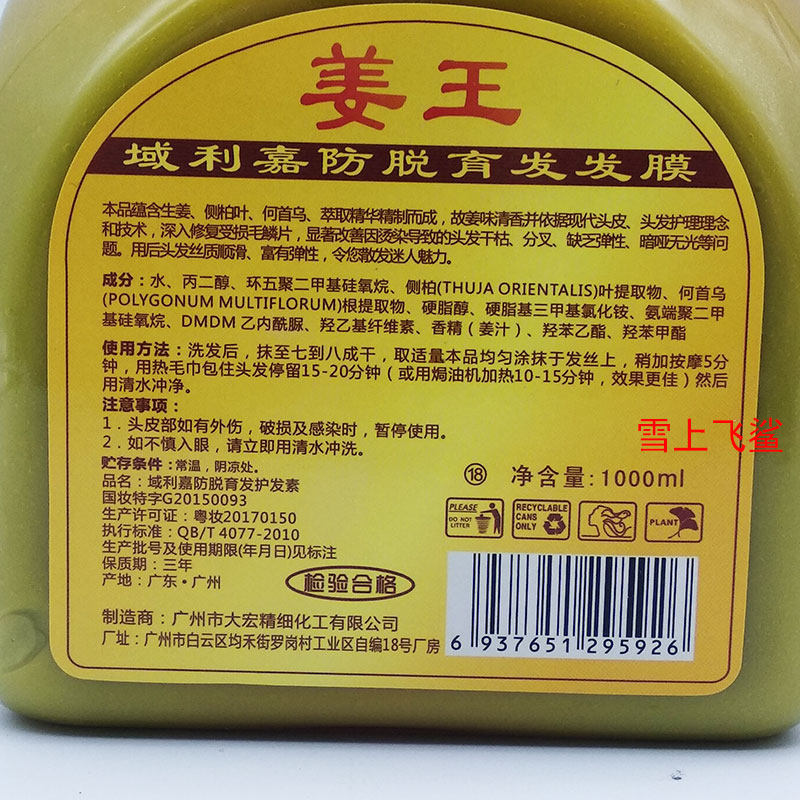 姜王
域利嘉防脱育发发膜
本品蕴含生姜、侧柏叶、何首乌、萃取精华精制而成，故姜味清香并依据现代头皮、头发护理理念
和技术，深入修复受损毛鳞片，显著改善因烫染导致的头发干枯、分叉、缺乏弹性、暗哑无光等问
题。用后头发丝质顺滑、富有弹性，令您散发迷人魅力。
成分：水、丙二醇、环五聚二甲基硅氧烷、侧柏(THUJA ORIENTALIS)叶提取物、何首乌
(POLYGONUM MULTIFLORUM)根提取物、硬脂醇、硬脂基三甲基氯化铵、氨端聚二甲
基硅氧烷、DMDM 乙内酰脲、羟乙基纤维素、香精（姜汁）、羟苯乙酯、羟苯甲酯
使用方法：洗发后，抹至七到八成干，取适量本品均匀涂抹于发丝上，稍加按摩5分
钟，用热毛巾包住头发停留15-20分钟（或用焗油机加热10-15分钟，效果更佳）然后
用清水冲净。
注意事项：
1．头皮部如有外伤，破损及感染时，暂停使用。
2．如不慎入眼，请立即用清水冲洗。
雪上飞鲨
贮存条件：常温，阴凉处。
品名：域利嘉防脱育发护发素
国妆特字G20150093
生产许可证：粤妆20170150
执行标准：QB/T 4077-2010
生产批号及使用期限(年月日)见标注
保质期：三年
产地：广东·广州
检验合格
⑱ 净含量：1000ml
PLEASE
DO NOT
LITTER
RECYCLABLE
CANS
ONLY
PLANT
制造商：广州市大宏精细化工有限公司
厂址：广州市白云区均禾街罗岗村工业区自编18号厂房
6 937651 295926